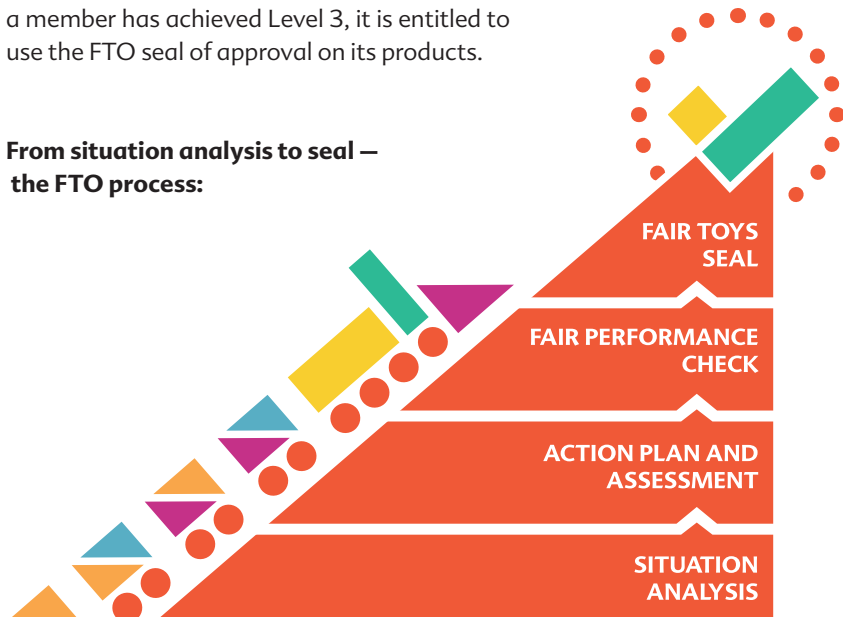 a member has achieved Level 3, it is entitled to
use the FTO seal of approval on its products.
From situation analysis to seal —
the FTO process:
FAIR TOYS
SEAL
FAIR PERFORMANCE
CHECK
ACTION PLAN AND
ASSESSMENT
SITUATION
ANALYSIS